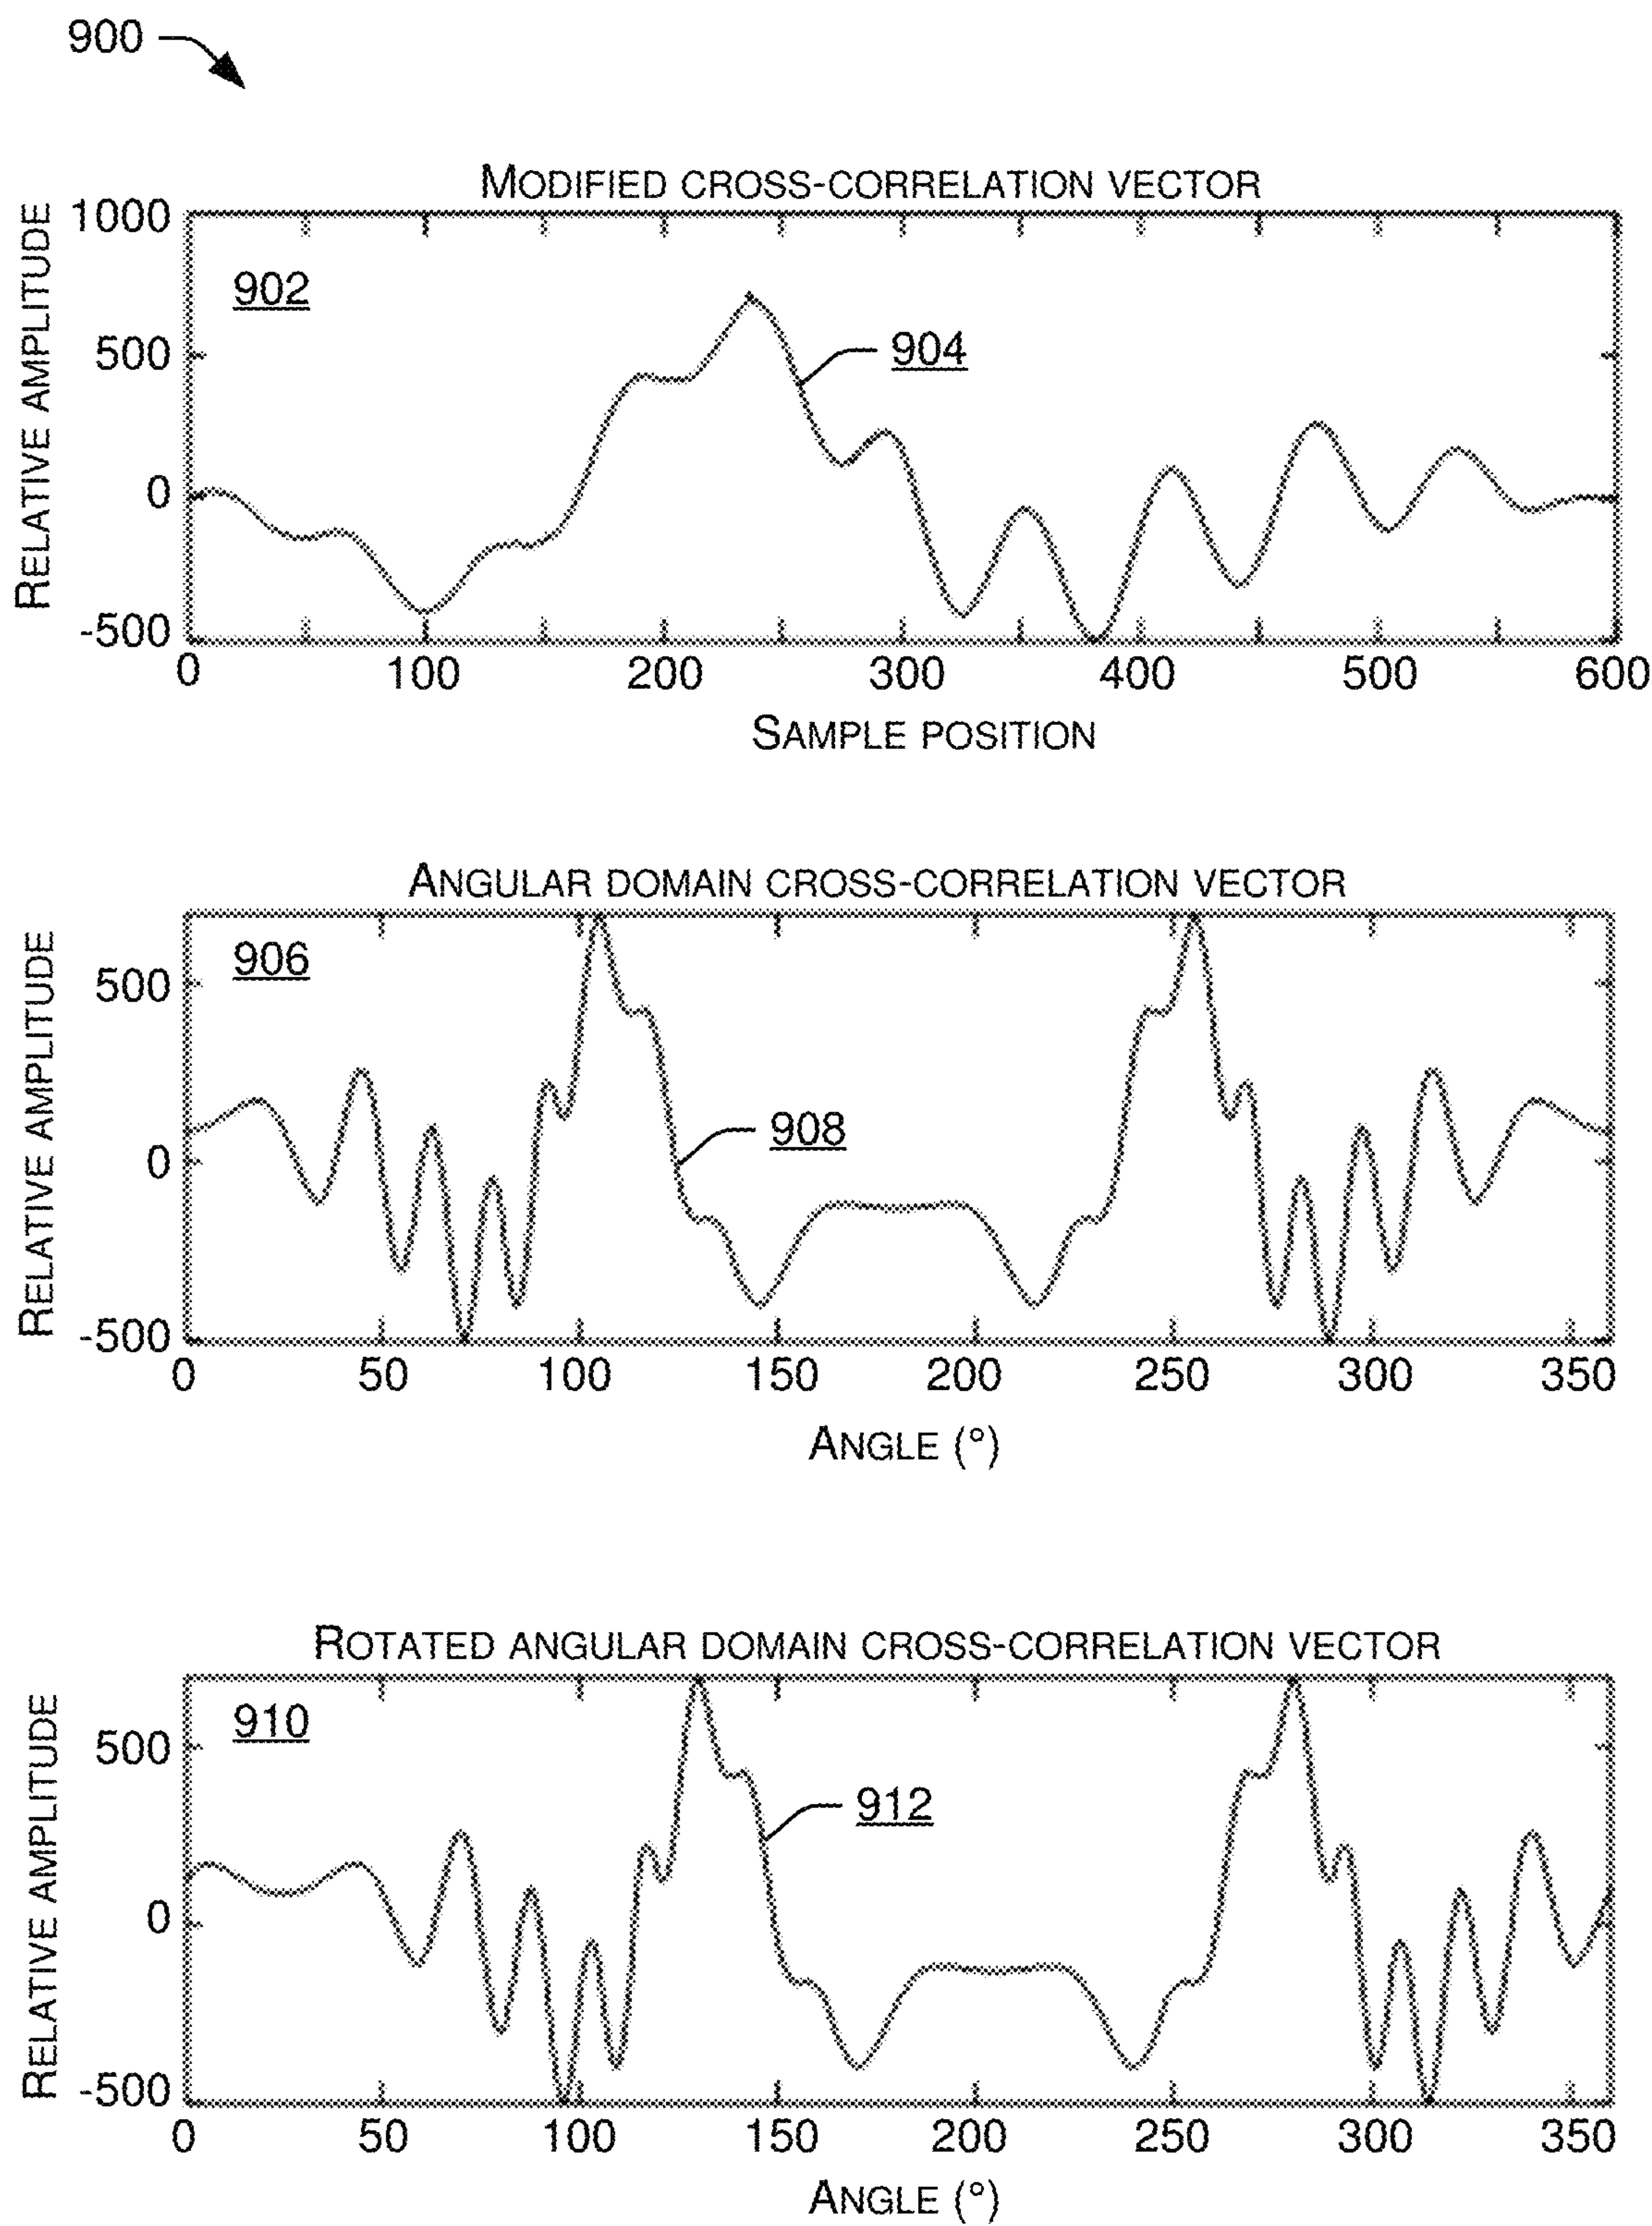 900
MODIFIED CROSS-CORRELATION VECTOR
RELATIVE AMPLITUDE
1000
500
0
-500
902
904
0 100 200 300 400 500 600
SAMPLE POSITION
ANGULAR DOMAIN CROSS-CORRELATION VECTOR
RELATIVE AMPLITUDE
500
0
-500
906
908
0 50 100 150 200 250 300 350
ANGLE (°)
ROTATED ANGULAR DOMAIN CROSS-CORRELATION VECTOR
RELATIVE AMPLITUDE
500
0
-500
910
912
0 50 100 150 200 250 300 350
ANGLE (°)